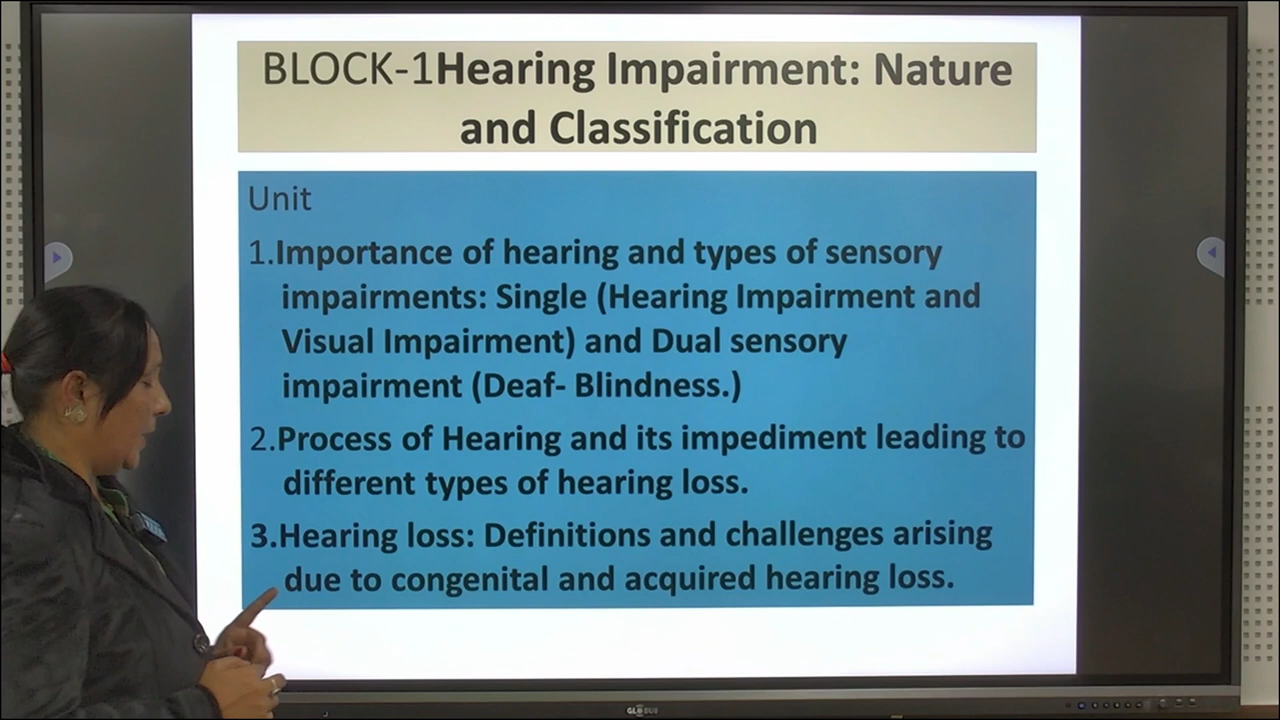 BLOCK-1Hearing Impairment: Nature
and Classification
Unit
1.Importance of hearing and types of sensory
impairments: Single (Hearing Impairment and
Visual Impairment) and Dual sensory
impairment (Deaf- Blindness.)
2.Process of Hearing and its impediment leading to
different types of hearing loss.
3.Hearing loss: Definitions and challenges arising
due to congenital and acquired hearing loss.
GLOBUS